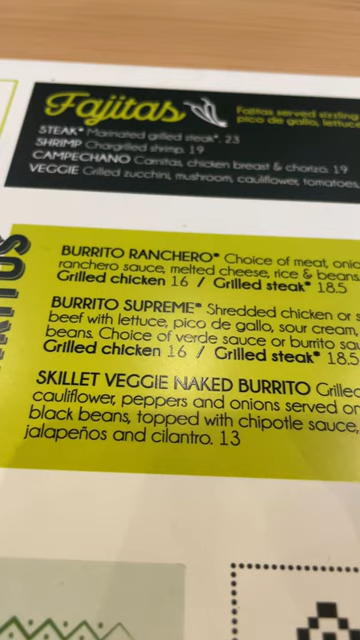 Fajitas
Fajitas served sizzling
pico de gallo, lettuce
STEAK* Marinated grilled steak*. 23
SHRIMP Chargrilled shrimp. 19
CAMPECHANO Carnitas, chicken breast & chorizo. 19
VEGGIE Grilled zucchini, mushroom, cauliflower, tomatoes,
BURRITO RANCHERO* Choice of meat, onio
ranchero sauce, melted cheese, rice & beans.
Grilled chicken 16 / Grilled steak* 18.5
BURRITO SUPREME* Shredded chicken or s
beef with lettuce, pico de gallo, sour cream,
beans. Choice of verde sauce or burrito sau
Grilled chicken 16 / Grilled steak* 18.5
SKILLET VEGGIE NAKED BURRITO Grilled
cauliflower, peppers and onions served on
black beans, topped with chipotle sauce,
jalapeños and cilantro. 13